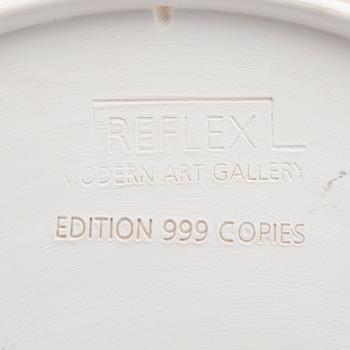 REFLEX
MODERN ART GALLERY
EDITION 999 COPIES